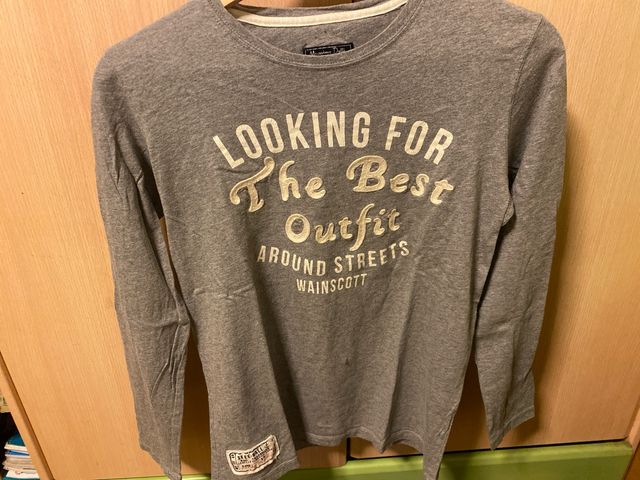 LOOKING FOR
The Best
Outfit
AROUND STREETS
WAINSCOTT